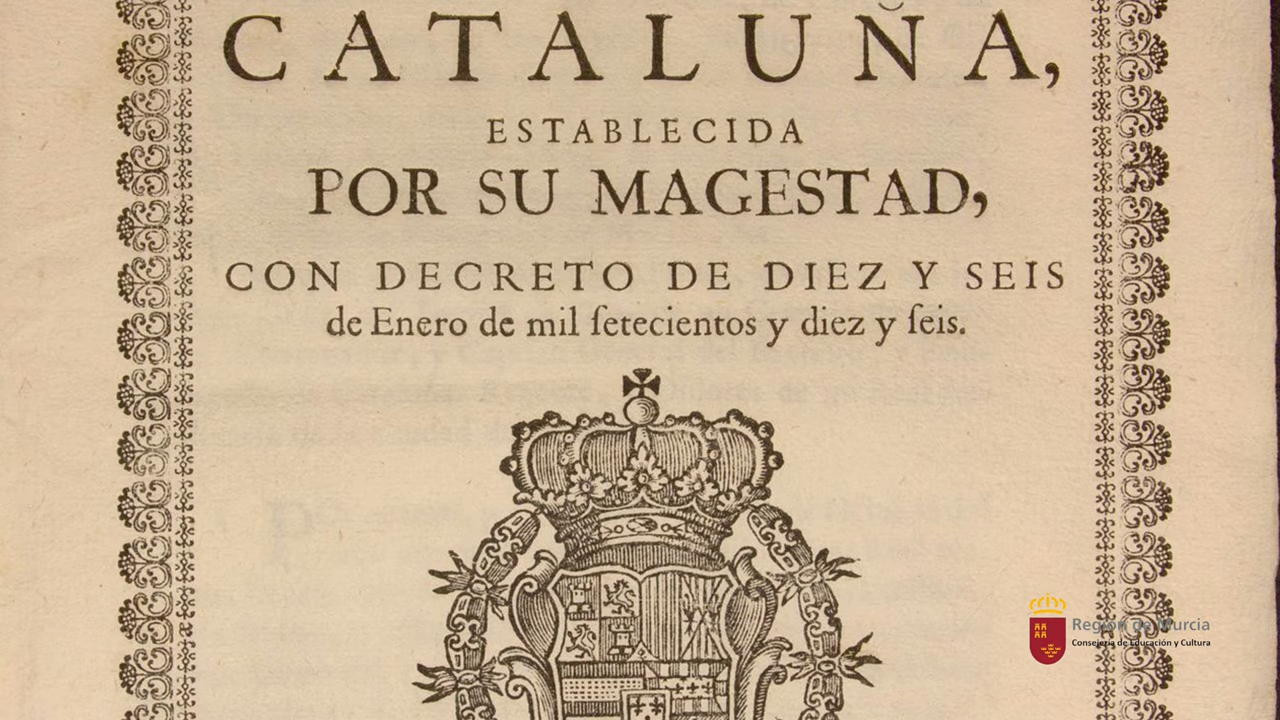 CATALUÑA,
ESTABLECIDA
POR SU MAGESTAD,
CON DECRETO DE DIEZ Y SEIS
de Enero de mil ſetecientos y diez y ſeis.
Región de Murcia
Consejería de Educación y Cultura